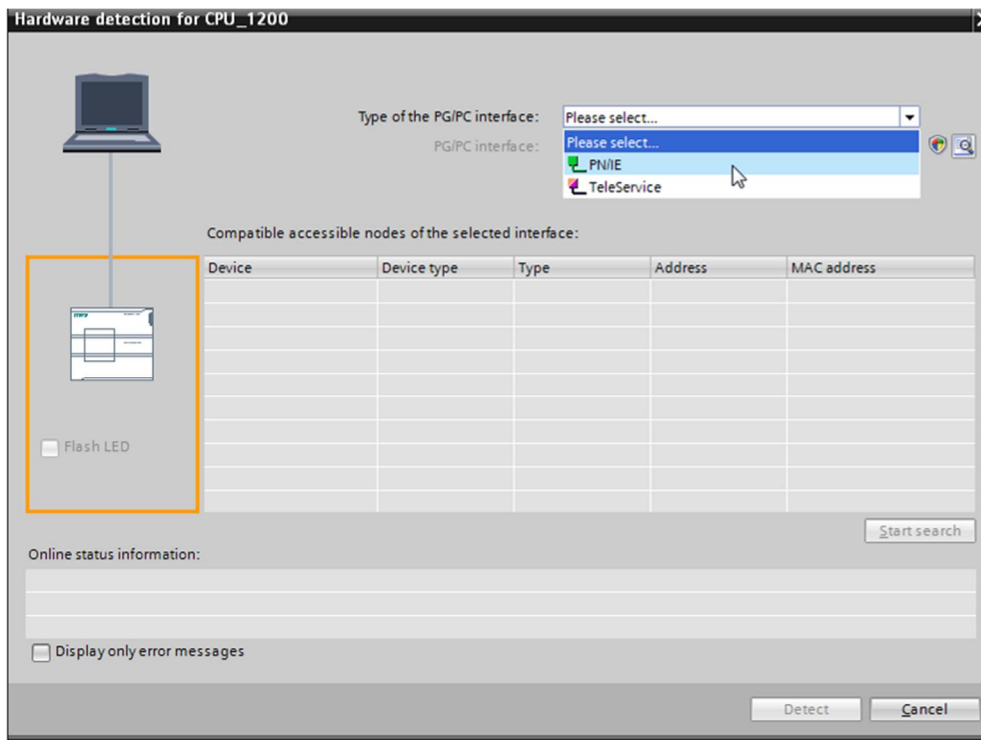 Hardware detection for CPU_1200
Type of the PG/PC interface: Please select...
PG/PC interface: Please select...
PN/IE
TeleService
Compatible accessible nodes of the selected interface:
Device Device type Type Address MAC address
Flash LED
Start search
Online status information:
Display only error messages
Detect Cancel